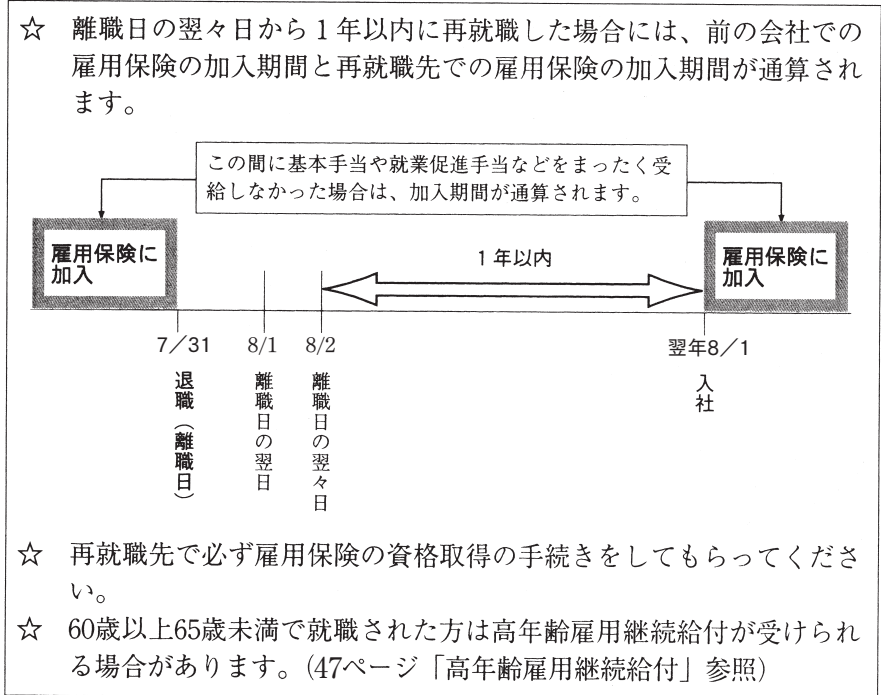 ☆ 離職日の翌々日から1年以内に再就職した場合には、前の会社での
雇用保険の加入期間と再就職先での雇用保険の加入期間が通算され
ます。
この間に基本手当や就業促進手当などをまったく受
給しなかった場合は、加入期間が通算されます。
雇用保険に
加入
1年以内
雇用保険に
加入
7/31
8/1
8/2
翌年8/1
退職(離職日)
離職日の翌日
離職日の翌々日
入社
☆ 再就職先で必ず雇用保険の資格取得の手続きをしてもらってくださ
い。
☆ 60歳以上65歳未満で就職された方は高年齢雇用継続給付が受けられ
る場合があります。(47ページ「高年齢雇用継続給付」参照)